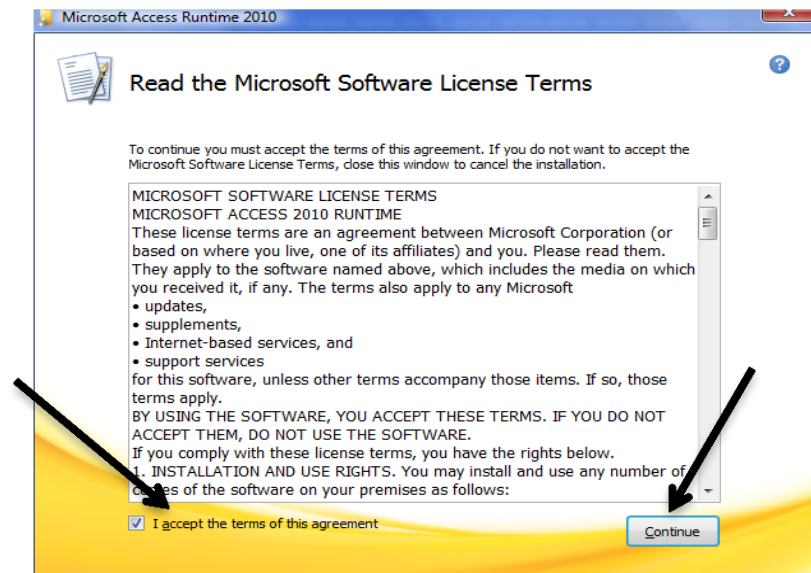 Microsoft Access Runtime 2010
Read the Microsoft Software License Terms
To continue you must accept the terms of this agreement. If you do not want to accept the
Microsoft Software License Terms, close this window to cancel the installation.
MICROSOFT SOFTWARE LICENSE TERMS
MICROSOFT ACCESS 2010 RUNTIME
These license terms are an agreement between Microsoft Corporation (or
based on where you live, one of its affiliates) and you. Please read them.
They apply to the software named above, which includes the media on which
you received it, if any. The terms also apply to any Microsoft
• updates,
• supplements,
• Internet-based services, and
• support services
for this software, unless other terms accompany those items. If so, those
terms apply.
BY USING THE SOFTWARE, YOU ACCEPT THESE TERMS. IF YOU DO NOT
ACCEPT THEM, DO NOT USE THE SOFTWARE.
If you comply with these license terms, you have the rights below.
1. INSTALLATION AND USE RIGHTS. You may install and use any number of
copies of the software on your premises as follows:
I accept the terms of this agreement
Continue